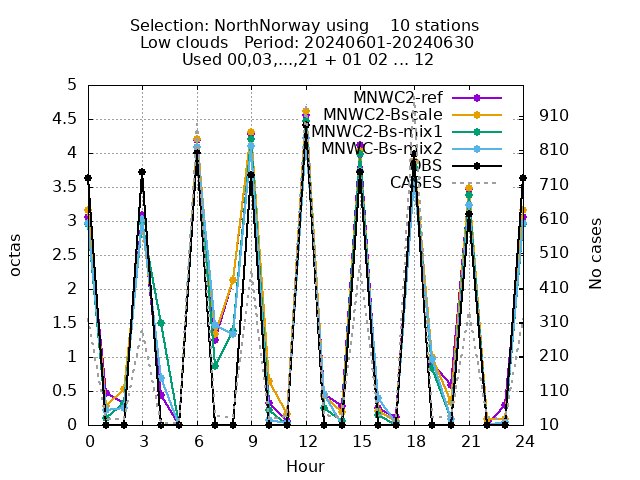 Selection: NorthNorway using    10 stations
Low clouds   Period: 20240601-20240630
Used 00,03,...,21 + 01 02 ... 12
MNWC2-ref
MNWC2-Bscale
MNWC2-Bs-mix1
MNWC-Bs-mix2
OBS
CASES
5
4.5
4
3.5
3
2.5
2
1.5
1
0.5
0
octas
910
810
710
610
510
410
310
210
110
10
No cases
0 3 6 9 12 15 18 21 24
Hour